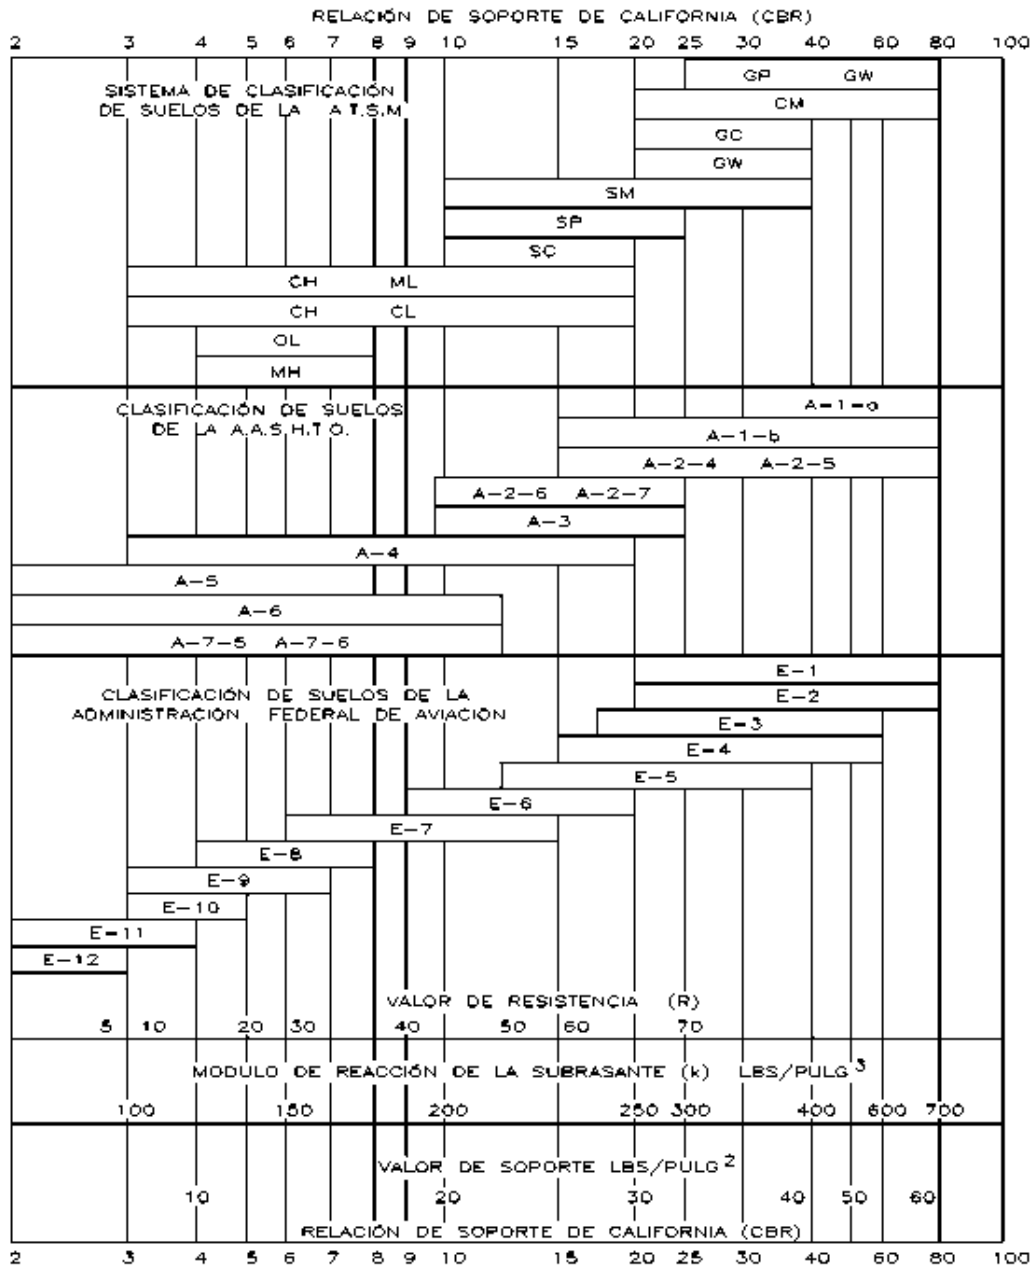 RELACIÓN DE SOPORTE DE CALIFORNIA (CBR)
2 3 4 5 6 7 8 9 10 15 20 25 30 40 60 80 100
SISTEMA DE CLASIFICACIÓN
DE SUELOS DE LA A T.S.M
GP GW
CM
GC
GW
SM
SP
SC
CH ML
CH CL
OL
MH
CLASIFICACIÓN DE SUELOS
DE LA A.A.S.H.T O.
A-1-a
A-1-b
A-2-4 A-2-5
A-2-6 A-2-7
A-3
A-4
A-5
A-6
A-7-5 A-7-6
CLASIFICACIÓN DE SUELOS DE LA
ADMINISTRACION FEDERAL DE AVIACIÓN
E-1
E-2
E-3
E-4
E-5
E-6
E-7
E-8
E-9
E-10
E-11
E-12
VALOR DE RESISTENCIA (R)
5 10 20 30 40 50 60 70
MODULO DE REACCIÓN DE LA SUBRASANTE (k) LBS/PULG³
100 150 200 250 300 400 600 700
VALOR DE SOPORTE LBS/PULG²
10 20 30 40 50 60
RELACIÓN DE SOPORTE DE CALIFORNIA (CBR)
2 3 4 5 6 7 8 9 10 15 20 25 30 40 60 80 100